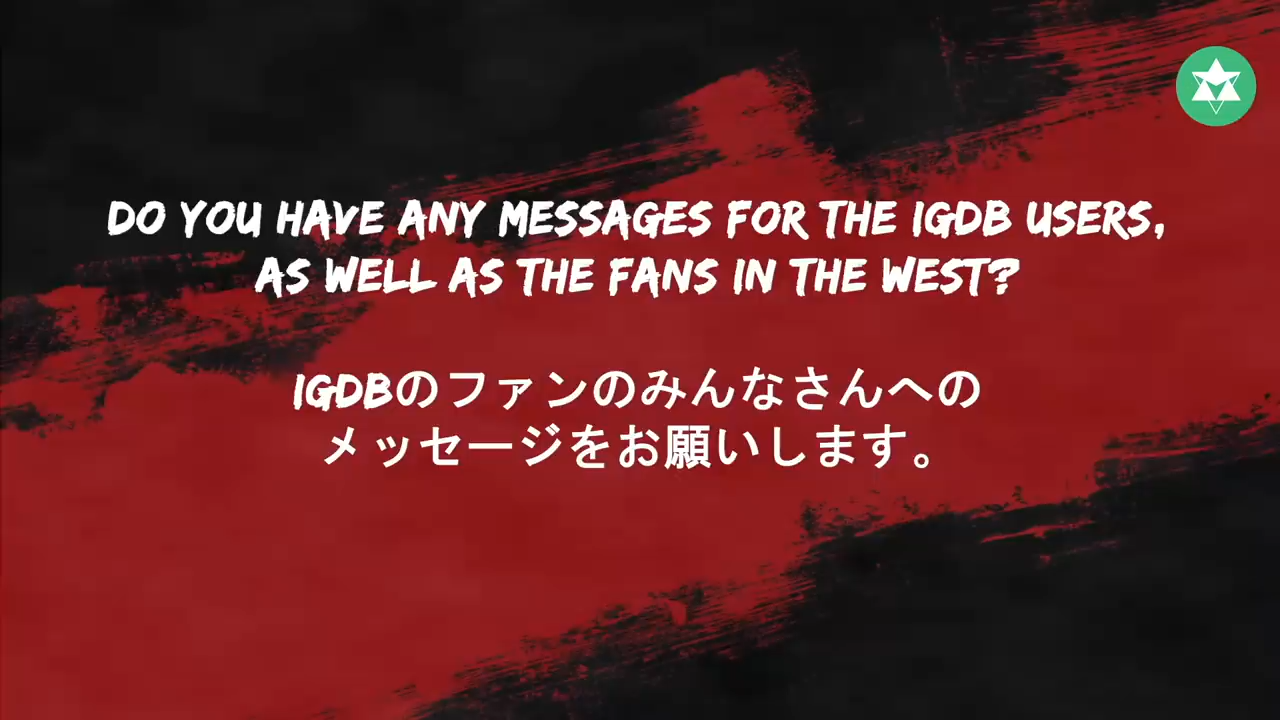 DO YOU HAVE ANY MESSAGES FOR THE IGDB USERS,
AS WELL AS THE FANS IN THE WEST?
IGDBのファンのみんなさんへの
メッセージをお願いします。